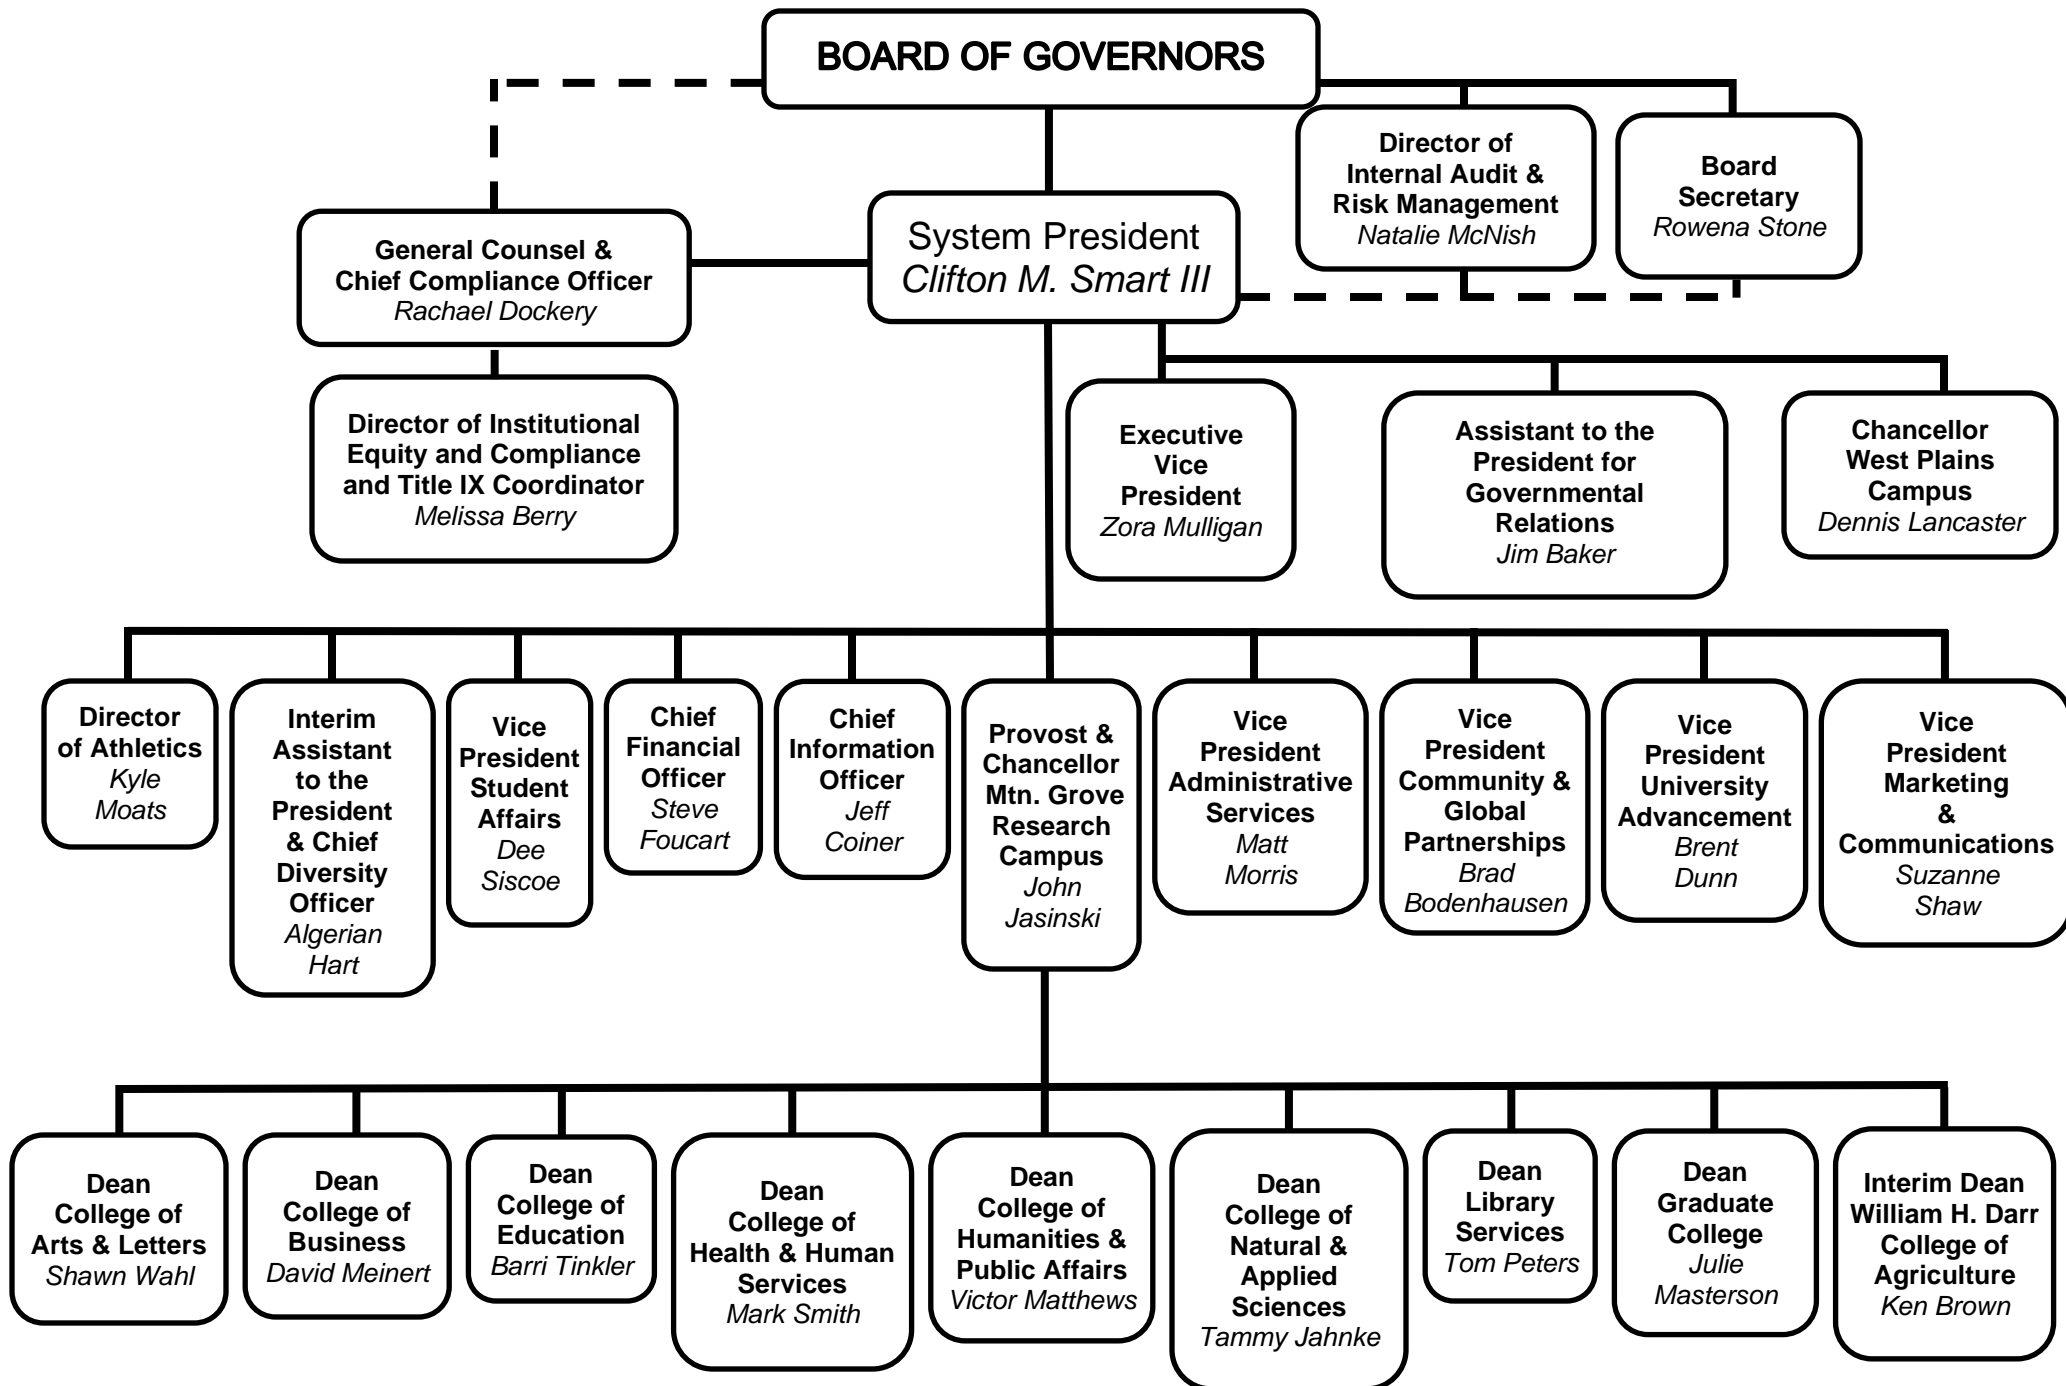 BOARD OF GOVERNORS
Director of
Internal Audit &
Risk Management
Natalie McNish
Board
Secretary
Rowena Stone
General Counsel &
Chief Compliance Officer
Rachael Dockery
System President
Clifton M. Smart III
Director of Institutional
Equity and Compliance
and Title IX Coordinator
Melissa Berry
Executive
Vice
President
Zora Mulligan
Assistant to the
President for
Governmental
Relations
Jim Baker
Chancellor
West Plains
Campus
Dennis Lancaster
Director
of Athletics
Kyle
Moats
Interim
Assistant
to the
President
& Chief
Diversity
Officer
Algerian
Hart
Vice
President
Student
Affairs
Dee
Siscoe
Chief
Financial
Officer
Steve
Foucart
Chief
Information
Officer
Jeff
Coiner
Provost &
Chancellor
Mtn. Grove
Research
Campus
John
Jasinski
Vice
President
Administrative
Services
Matt
Morris
Vice
President
Community &
Global
Partnerships
Brad
Bodenhausen
Vice
President
University
Advancement
Brent
Dunn
Vice
President
Marketing
&
Communications
Suzanne
Shaw
Dean
College of
Arts & Letters
Shawn Wahl
Dean
College of
Business
David Meinert
Dean
College of
Education
Barri Tinkler
Dean
College of
Health & Human
Services
Mark Smith
Dean
College of
Humanities &
Public Affairs
Victor Matthews
Dean
College of
Natural &
Applied
Sciences
Tammy Jahnke
Dean
Library
Services
Tom Peters
Dean
Graduate
College
Julie
Masterson
Interim Dean
William H. Darr
College of
Agriculture
Ken Brown